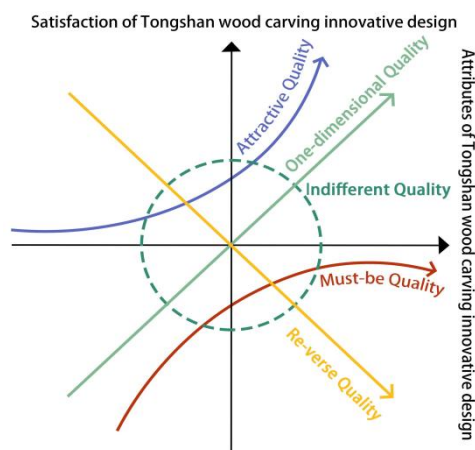 Satisfaction of Tongshan wood carving innovative design
Attractive Quality
One-dimensional Quality
Indifferent Quality
Must-be Quality
Re-verse Quality
Attributes of Tongshan wood carving innovative design